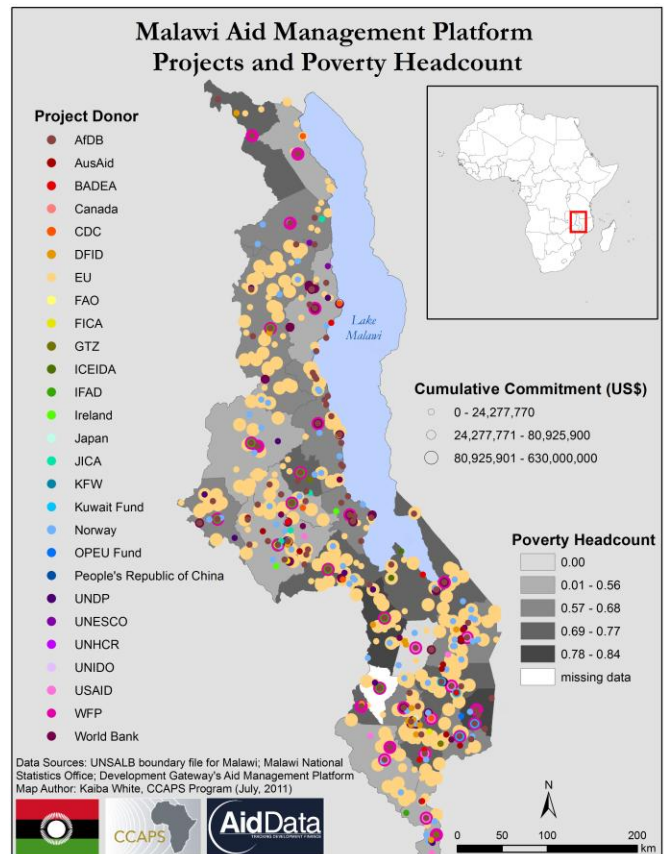 Malawi Aid Management Platform
Projects and Poverty Headcount
Project Donor
AfDB
AusAid
BADEA
Canada
CDC
DFID
EU
FAO
FICA
GTZ
ICEIDA
IFAD
Ireland
Japan
JICA
KFW
Kuwait Fund
Norway
OPEU Fund
People's Republic of China
UNDP
UNESCO
UNHCR
UNIDO
USAID
WFP
World Bank
Lake
Malawi
Cumulative Commitment (US$)
0 - 24,277,770
24,277,771 - 80,925,900
80,925,901 - 630,000,000
Poverty Headcount
0.00
0.01 - 0.56
0.57 - 0.68
0.69 - 0.77
0.78 - 0.84
missing data
Data Sources: UNSALB boundary file for Malawi; Malawi National
Statistics Office; Development Gateway's Aid Management Platform
Map Author: Kaiba White, CCAPS Program (July, 2011)
CCAPS
AidData
TRACKING DEVELOPMENT FINANCE
N
0 50 100 200
km